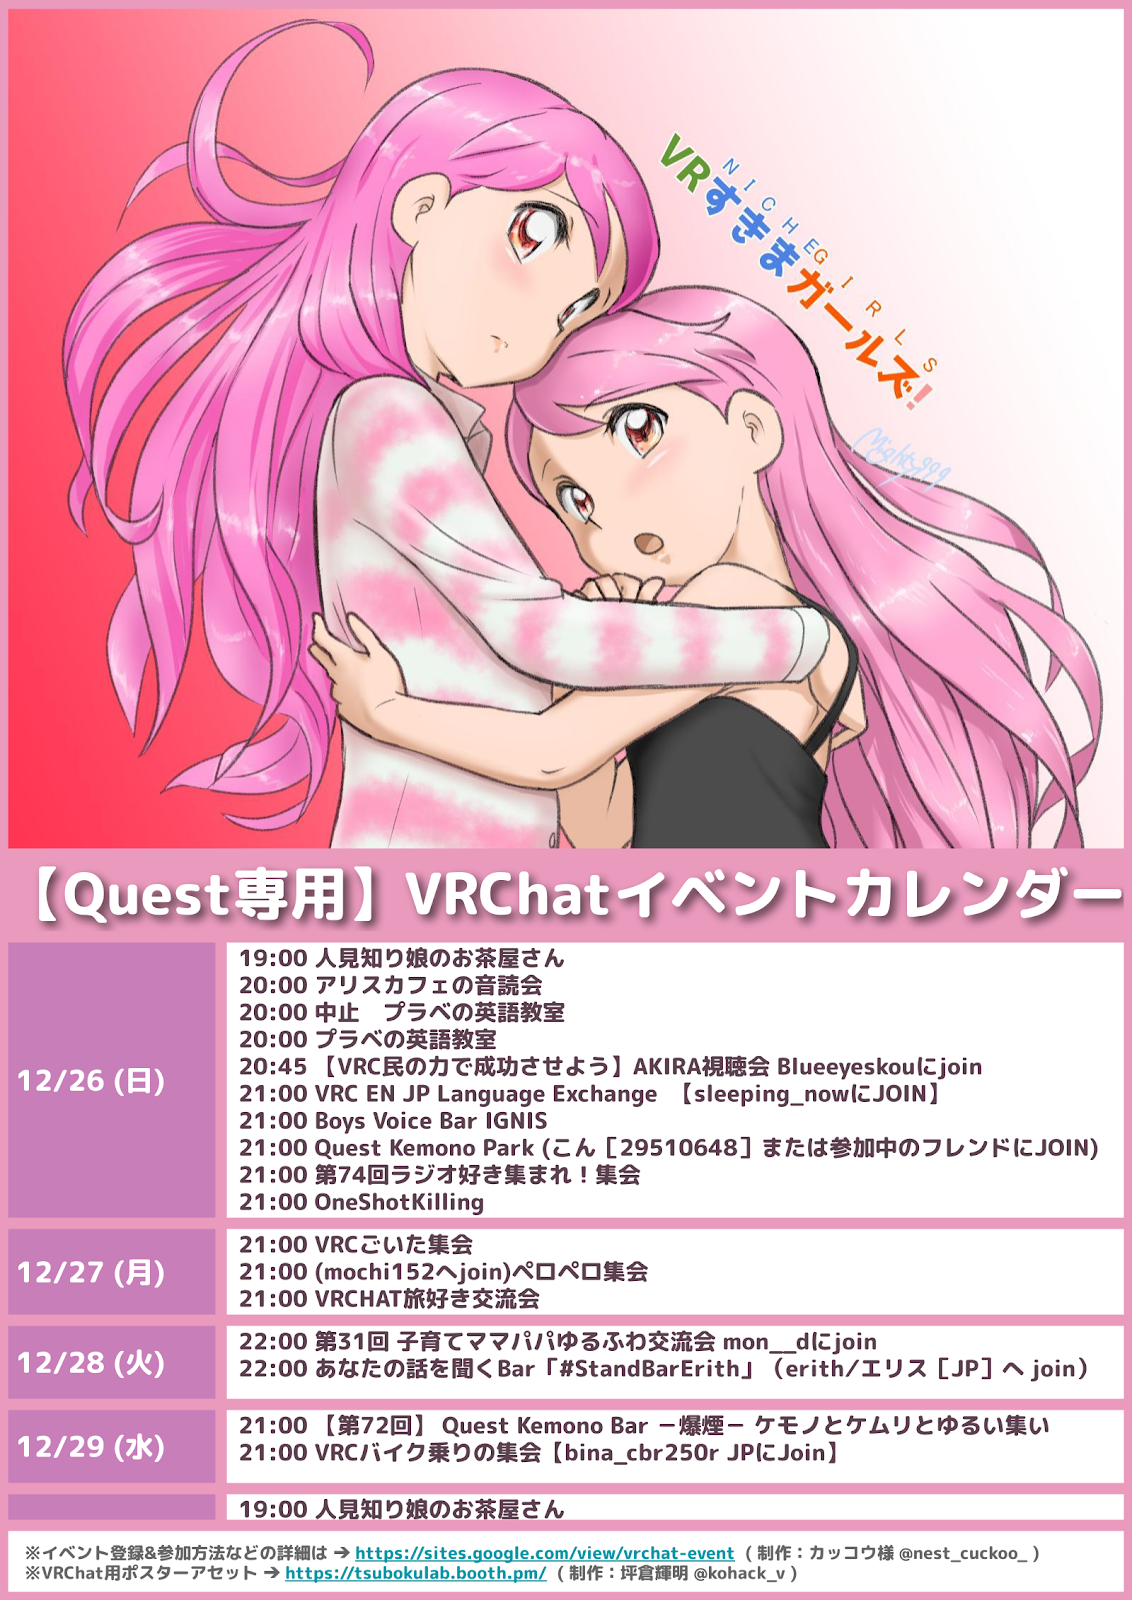 NICHE GIRLS
VRすきまガールズ!
Mighty999
【Quest専用】VRChatイベントカレンダー
12/26 (日)
19:00 人見知り娘のお茶屋さん
20:00 アリスカフェの音読会
20:00 中止　プラベの英語教室
20:00 プラベの英語教室
20:45 【VRC民の力で成功させよう】AKIRA視聴会 Blueeyeskouにjoin
21:00 VRC EN JP Language Exchange 【sleeping_nowにJOIN】
21:00 Boys Voice Bar IGNIS
21:00 Quest Kemono Park (こん［29510648］または参加中のフレンドにJOIN)
21:00 第74回ラジオ好き集まれ！集会
21:00 OneShotKilling
12/27 (月)
21:00 VRCごいた集会
21:00 (mochi152へjoin)ペロペロ集会
21:00 VRCHAT旅好き交流会
12/28 (火)
22:00 第31回 子育てママパパゆるふわ交流会 mon__dにjoin
22:00 あなたの話を聞くBar「#StandBarErith」（erith/エリス［JP］へ join）
12/29 (水)
21:00 【第72回】 Quest Kemono Bar －爆煙－ ケモノとケムリとゆるい集い
21:00 VRCバイク乗りの集会【bina_cbr250r JPにJoin】
19:00 人見知り娘のお茶屋さん
※イベント登録&参加方法などの詳細は → https://sites.google.com/view/vrchat-event ( 制作：カッコウ様 @nest_cuckoo_ )
※VRChat用ポスターアセット → https://tsubokulab.booth.pm/ ( 制作：坪倉輝明 @kohack_v )